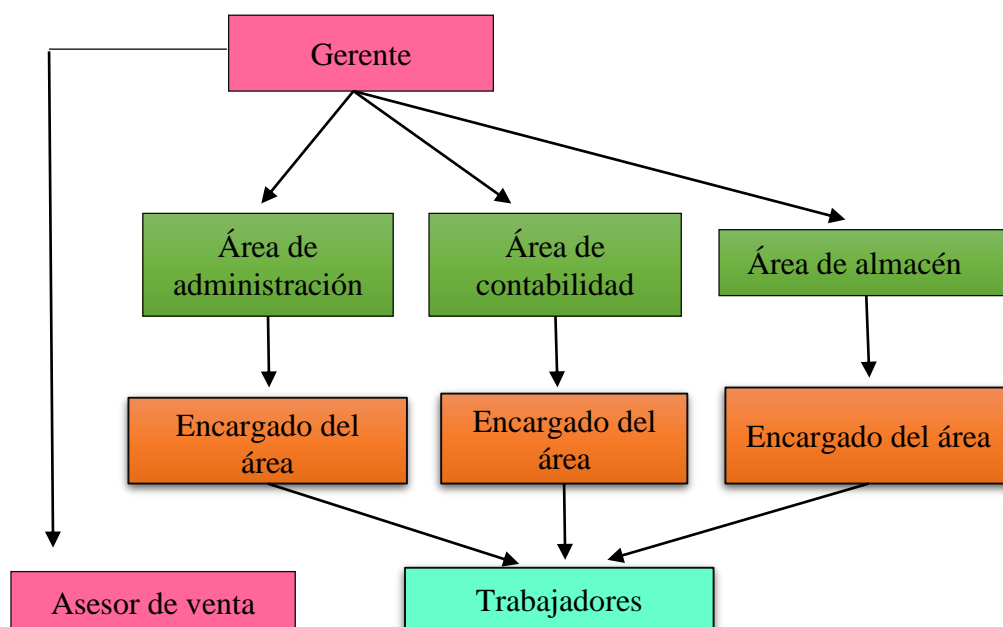 Gerente
Área de
administración
Área de
contabilidad
Área de almacén
Encargado del
área
Encargado del
área
Encargado del área
Asesor de venta
Trabajadores